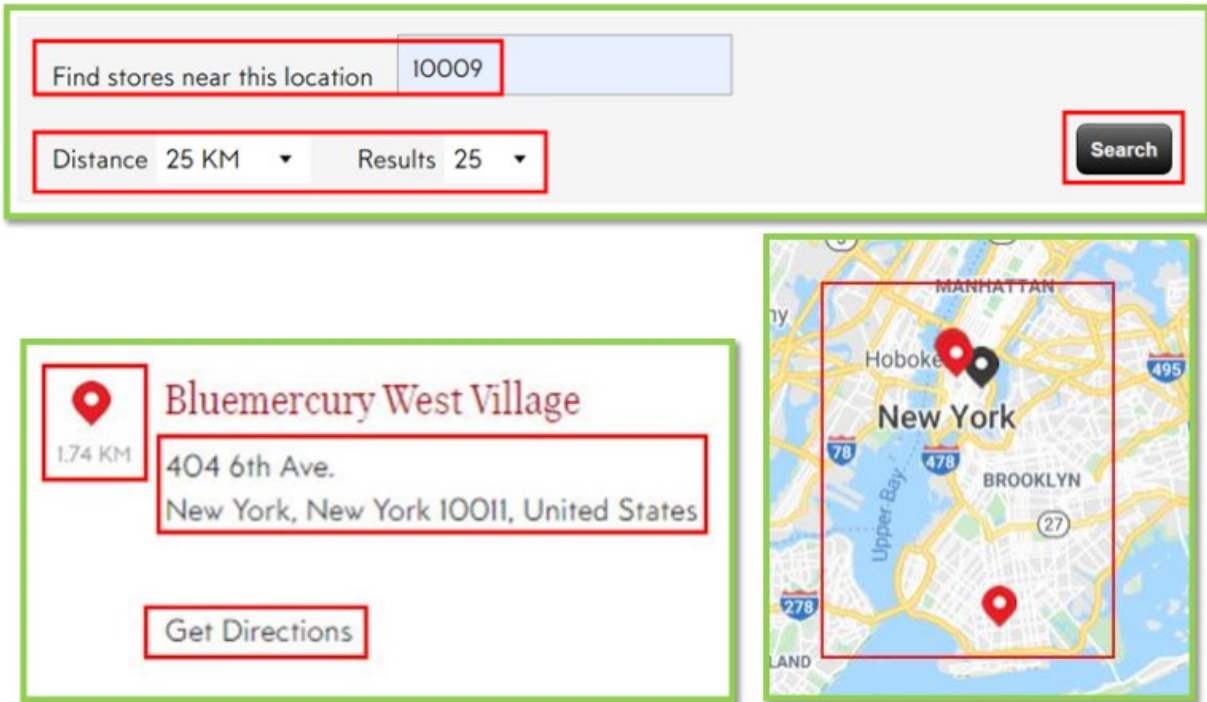 Find stores near this location 10009
Distance 25 KM Results 25
Search
Bluemercury West Village
1.74 KM
404 6th Ave.
New York, New York 10011, United States
Get Directions
MANHATTAN
Hoboke
495
New York
78
478
BROOKLYN
Upper Bay
27
278
LAND